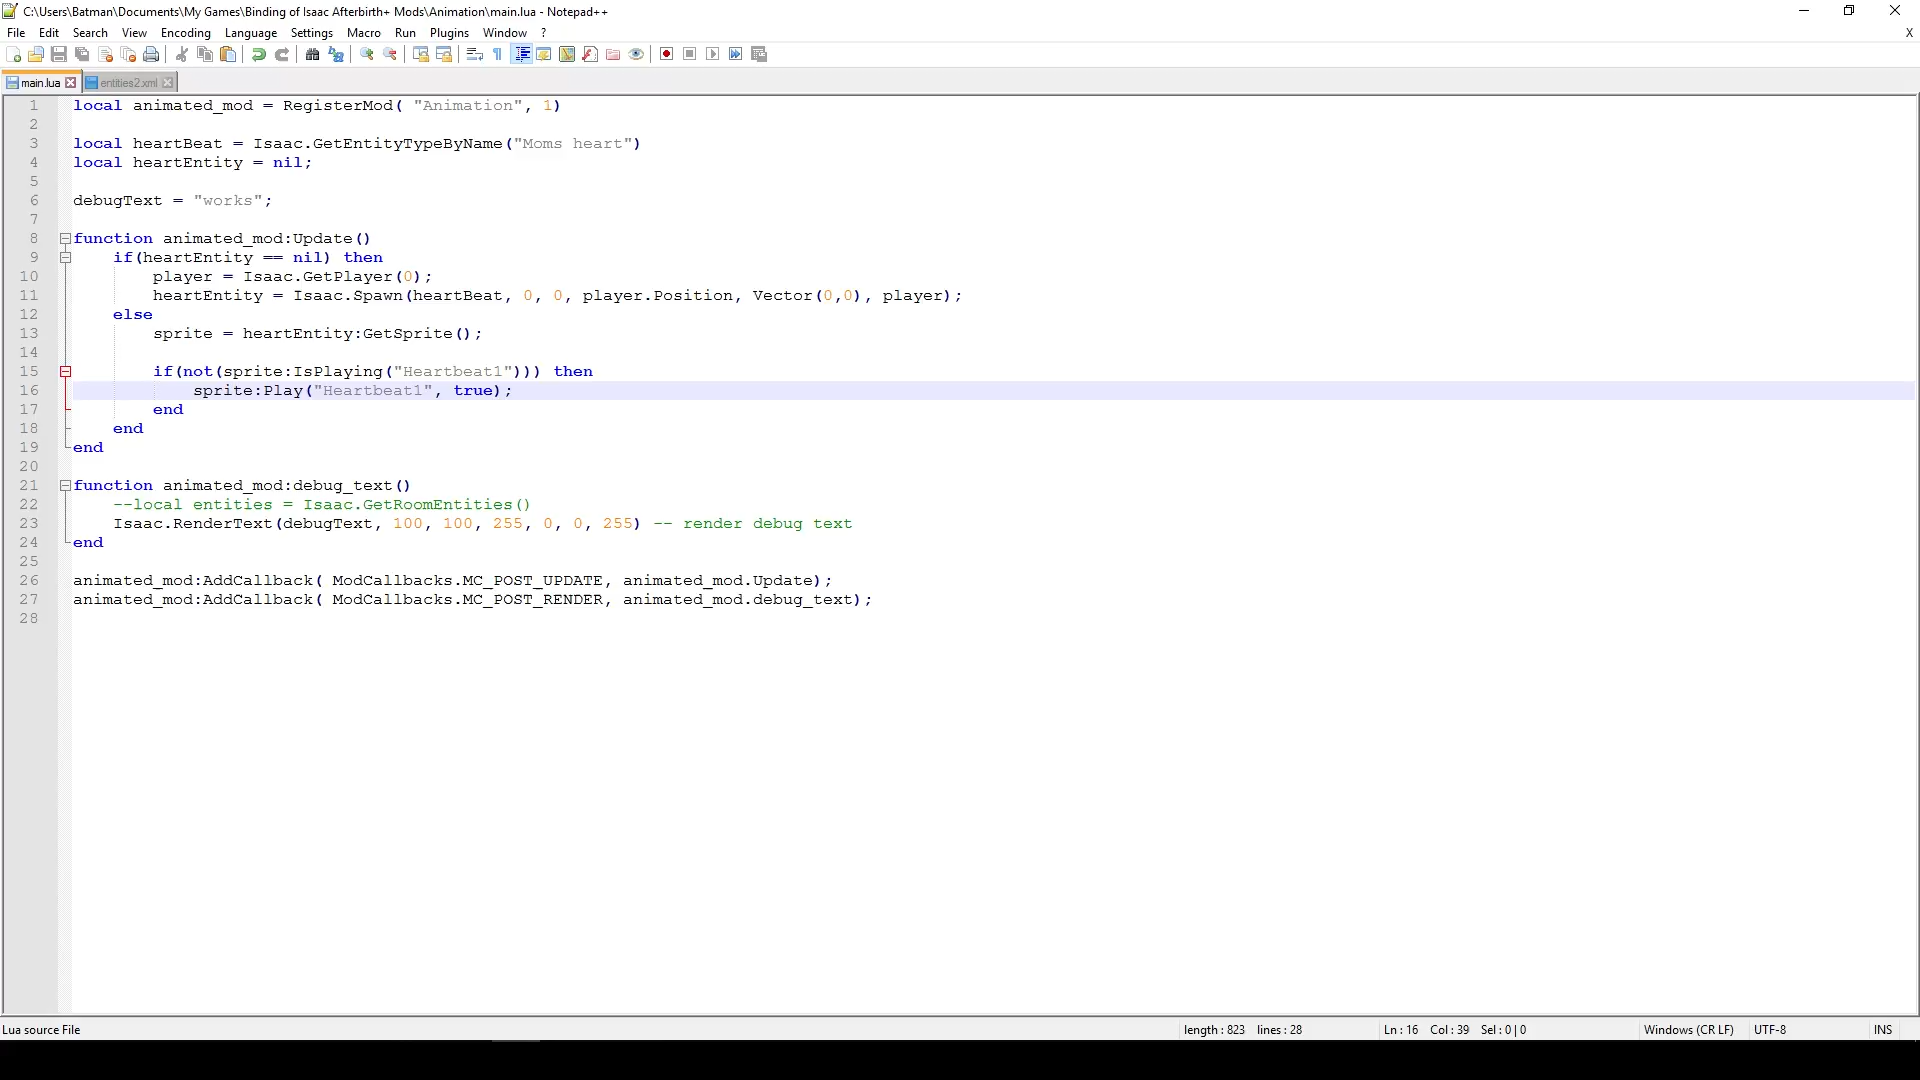 C:\Users\Batman\Documents\My Games\Binding of Isaac Afterbirth+ Mods\Animation\main.lua - Notepad++
File Edit Search View Encoding Language Settings Macro Run Plugins Window ? X
main.lua entities2.xml
1 local animated_mod = RegisterMod( "Animation", 1)
2
3 local heartBeat = Isaac.GetEntityTypeByName("Moms heart")
4 local heartEntity = nil;
5
6 debugText = "works";
7
8 function animated_mod:Update()
9 if(heartEntity == nil) then
10 player = Isaac.GetPlayer(0);
11 heartEntity = Isaac.Spawn(heartBeat, 0, 0, player.Position, Vector(0,0), player);
12 else
13 sprite = heartEntity:GetSprite();
14
15 if(not(sprite:IsPlaying("Heartbeat1"))) then
16 sprite:Play("Heartbeat1", true);
17 end
18 end
19 end
20
21 function animated_mod:debug_text()
22 --local entities = Isaac.GetRoomEntities()
23 Isaac.RenderText(debugText, 100, 100, 255, 0, 0, 255) -- render debug text
24 end
25
26 animated_mod:AddCallback( ModCallbacks.MC_POST_UPDATE, animated_mod.Update);
27 animated_mod:AddCallback( ModCallbacks.MC_POST_RENDER, animated_mod.debug_text);
28
Lua source File length : 823 lines : 28 Ln : 16 Col : 39 Sel : 0 | 0 Windows (CR LF) UTF-8 INS